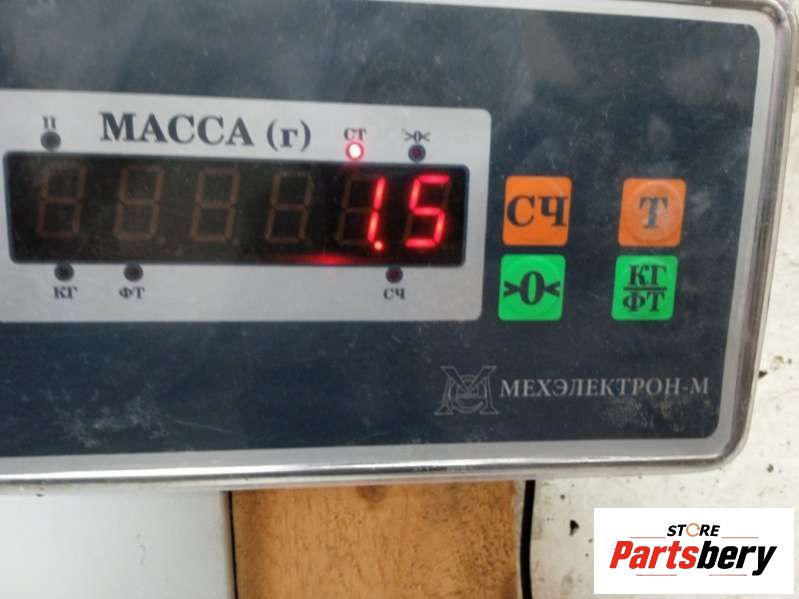 П МАССА (г) СТ >0<
1.5
КГ ФТ СЧ
СЧ Т
>0< КГ/ФТ
МЕХЭЛЕКТРОН-М
STORE
Partsbery